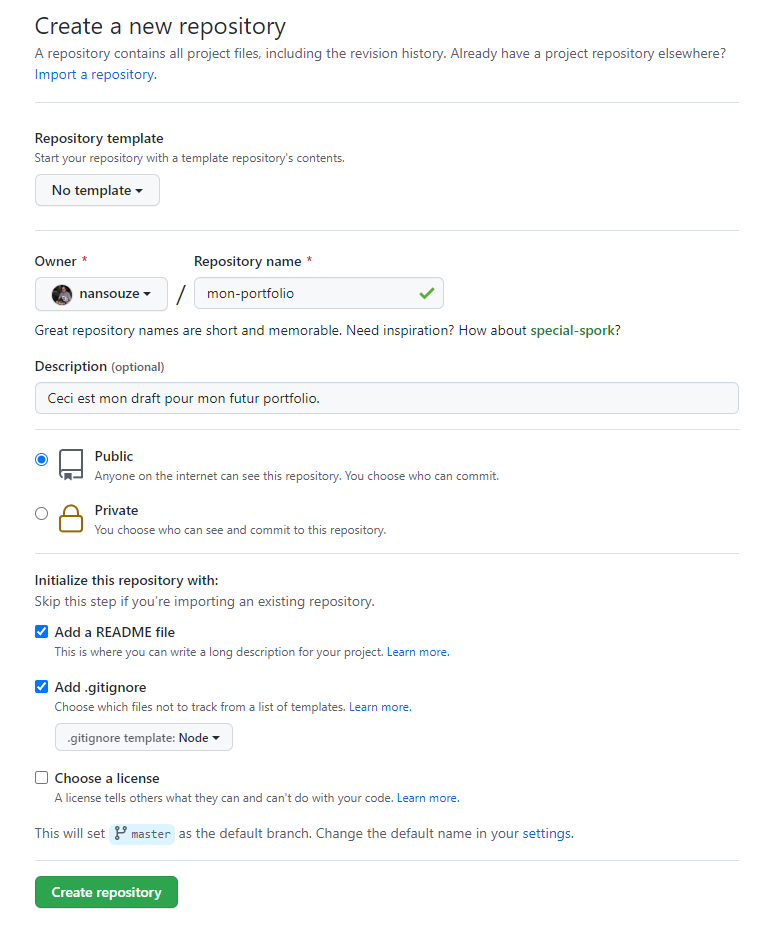 Create a new repository
A repository contains all project files, including the revision history. Already have a project repository elsewhere?
Import a repository.
Repository template
Start your repository with a template repository's contents.
No template
Owner *
Repository name *
nansouze
/
mon-portfolio
Great repository names are short and memorable. Need inspiration? How about special-spork?
Description (optional)
Ceci est mon draft pour mon futur portfolio.
Public
Anyone on the internet can see this repository. You choose who can commit.
Private
You choose who can see and commit to this repository.
Initialize this repository with:
Skip this step if you're importing an existing repository.
Add a README file
This is where you can write a long description for your project. Learn more.
Add .gitignore
Choose which files not to track from a list of templates. Learn more.
.gitignore template: Node
Choose a license
A license tells others what they can and can't do with your code. Learn more.
This will set master as the default branch. Change the default name in your settings.
Create repository